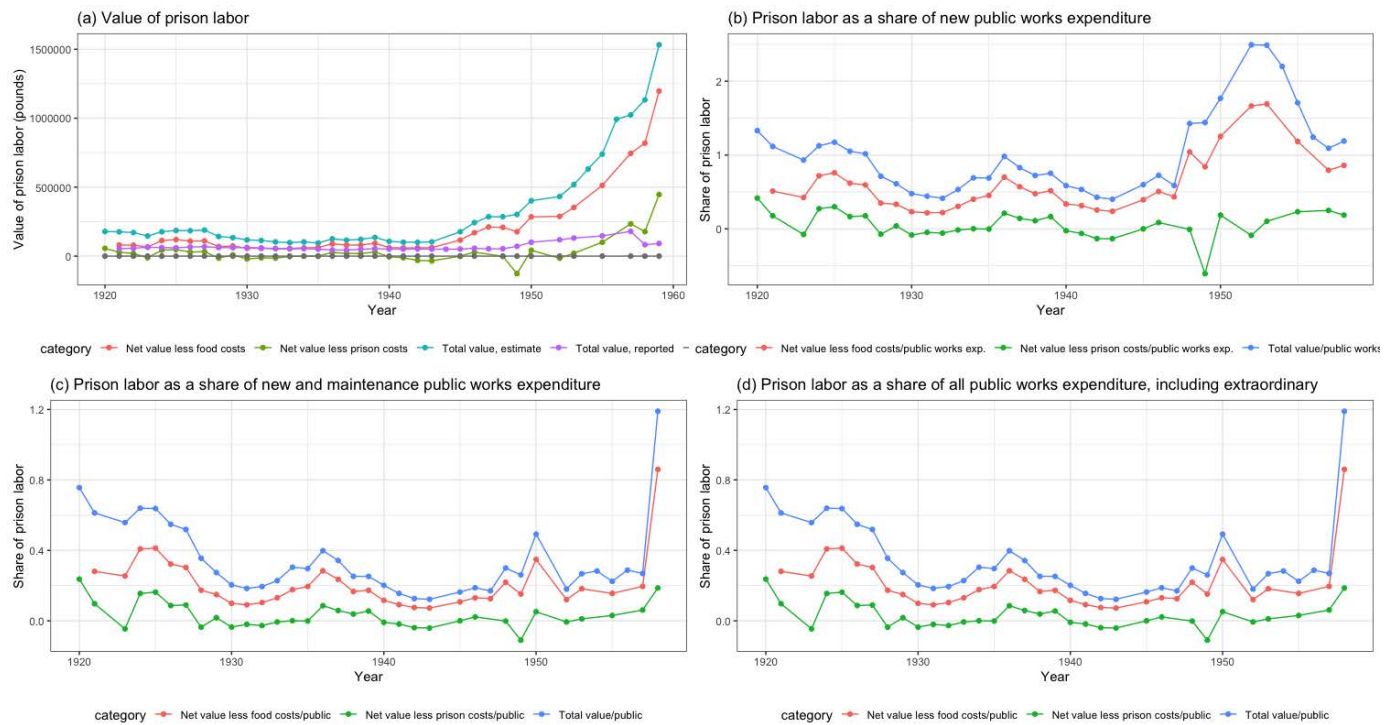 (a) Value of prison labor
Value of prison labor (pounds)
1500000
1000000
500000
0
1920
1930
1940
1950
1960
Year
category Net value less food costs Net value less prison costs Total value, estimate Total value, reported
(b) Prison labor as a share of new public works expenditure
Share of prison labor
2
1
0
1920
1930
1940
1950
Year
category Net value less food costs/public works exp. Net value less prison costs/public works exp. Total value/public works
(c) Prison labor as a share of new and maintenance public works expenditure
Share of prison labor
1.2
0.8
0.4
0.0
1920
1930
1940
1950
Year
category Net value less food costs/public Net value less prison costs/public Total value/public
(d) Prison labor as a share of all public works expenditure, including extraordinary
Share of prison labor
1.2
0.8
0.4
0.0
1920
1930
1940
1950
Year
category Net value less food costs/public Net value less prison costs/public Total value/public